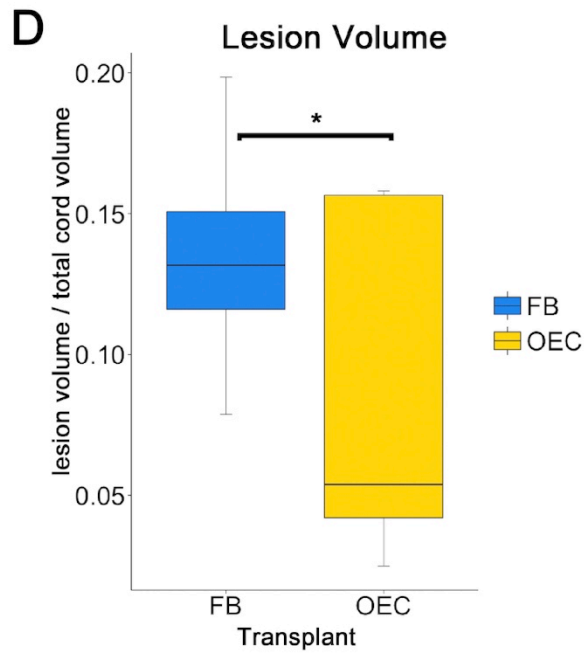 D
Lesion Volume
lesion volume / total cord volume
0.20
0.15
0.10
0.05
*
FB
OEC
FB OEC
Transplant